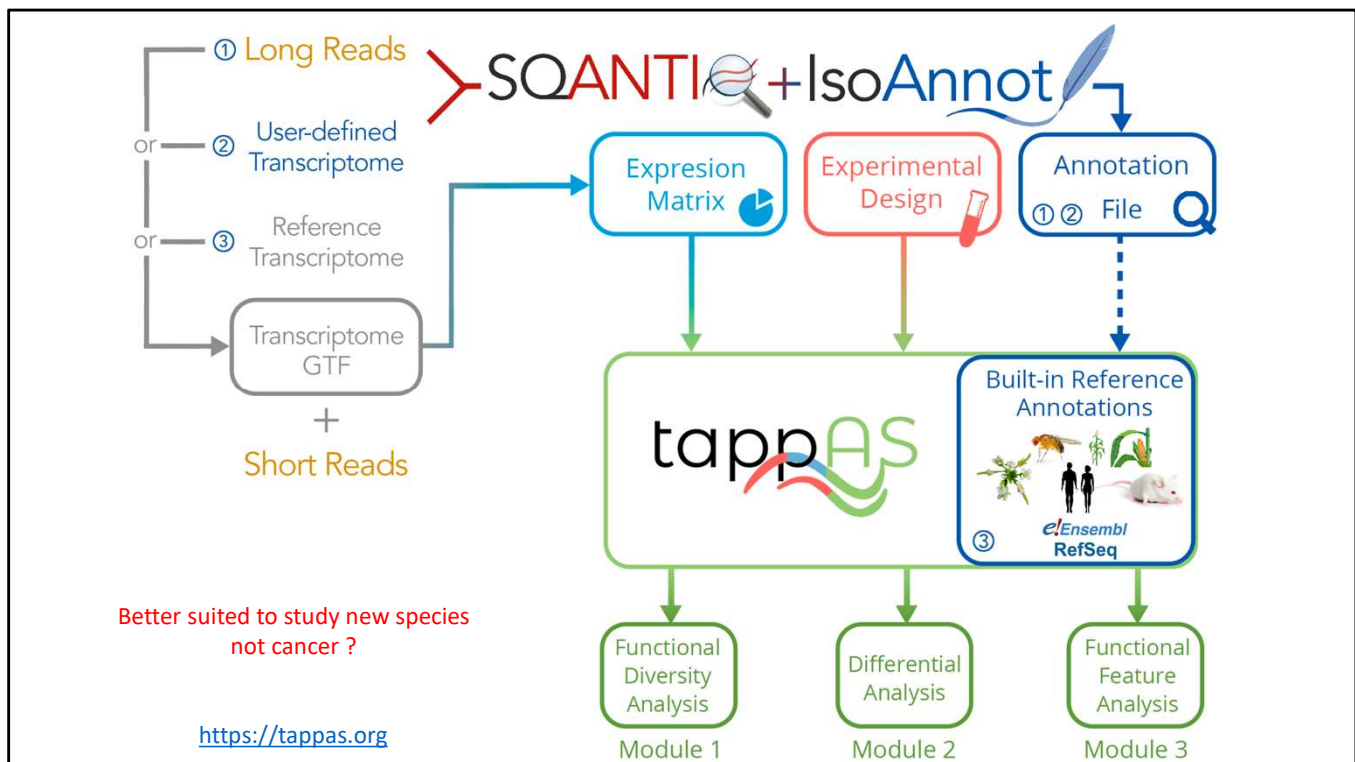 ① Long Reads
or
② User-defined
Transcriptome
or
③ Reference
Transcriptome
Transcriptome
GTF
+
Short Reads
SQANTI + IsoAnnot
Expresion
Matrix
Experimental
Design
Annotation
① ② File
tappAS
Built-in Reference
Annotations
e!Ensembl
RefSeq
③
Better suited to study new species
not cancer ?
https://tappas.org
Functional
Diversity
Analysis
Module 1
Differential
Analysis
Module 2
Functional
Feature
Analysis
Module 3